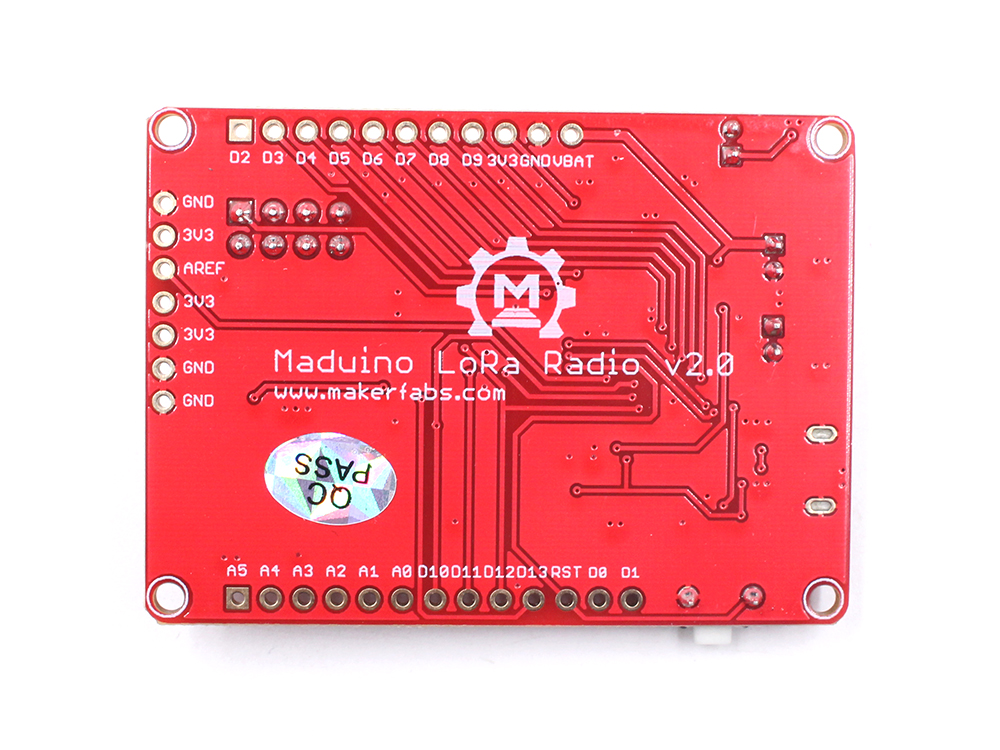 D2 D3 D4 D5 D6 D7 D8 D9 3V3 GND VBAT
GND
3V3
AREF
3V3
3V3
GND
GND
M
Maduino LoRa Radio v2.0
www.makerfabs.com
QC
PASS
A5 A4 A3 A2 A1 A0 D10 D11 D12 D13 RST D0 D1